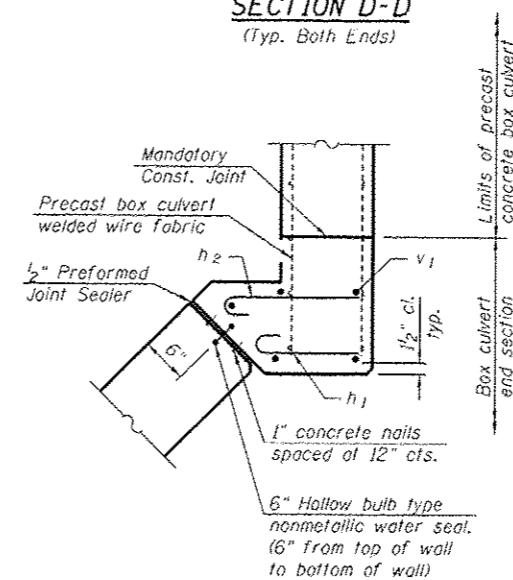 SECTION D-D
(Typ. Both Ends)
Limits of precast
concrete box culvert
Mandatory
Const. Joint
Precast box culvert
welded wire fabric
h2
v1
1/2" Preformed
Joint Sealer
1 1/2" cl.
typ.
Box culvert
end section
6"
h1
1" concrete nails
spaced at 12" cts.
6" Hollow bulb type
nonmetallic water seal.
(6" from top of wall
to bottom of wall)